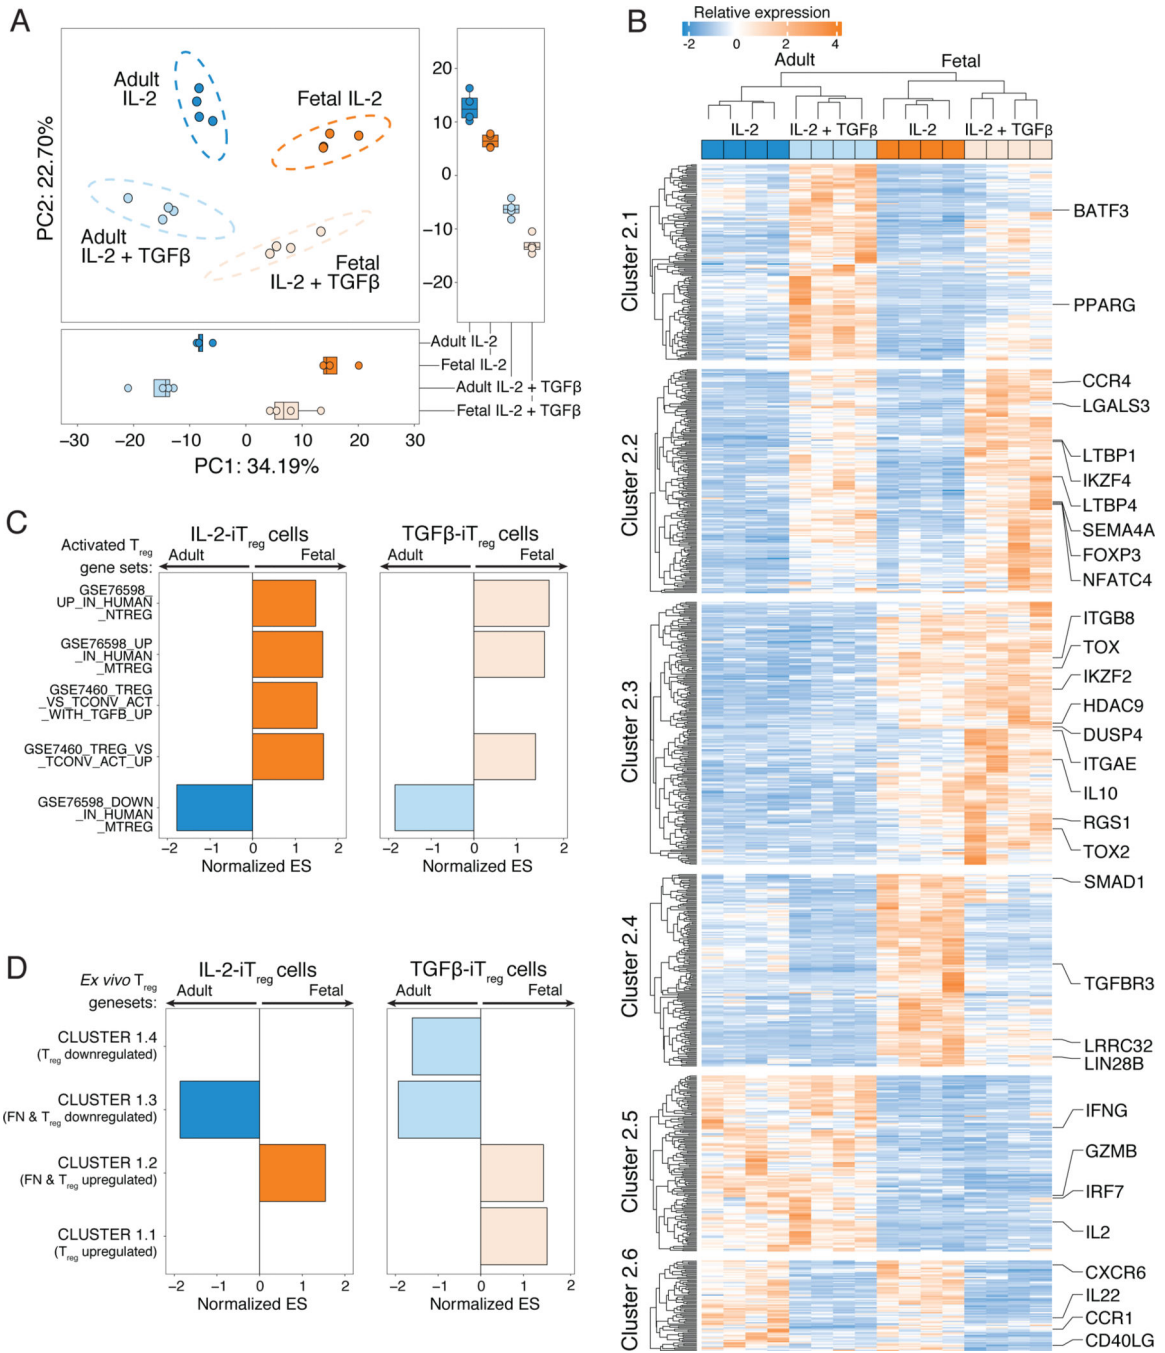 A
Adult
IL-2
Fetal IL-2
Adult
IL-2 + TGFβ
Fetal
IL-2 + TGFβ
PC2: 22.70%
20
10
0
−10
−20
Adult IL-2
Fetal IL-2
Adult IL-2 + TGFβ
Fetal IL-2 + TGFβ
−30 −20 −10 0 10 20 30
PC1: 34.19%
B
Relative expression
-2 0 2 4
Adult Fetal
IL-2 IL-2 + TGFβ IL-2 IL-2 + TGFβ
Cluster 2.1
BATF3
PPARG
Cluster 2.2
CCR4
LGALS3
LTBP1
IKZF4
LTBP4
SEMA4A
FOXP3
NFATC4
Cluster 2.3
ITGB8
TOX
IKZF2
HDAC9
DUSP4
ITGAE
IL10
RGS1
TOX2
Cluster 2.4
SMAD1
TGFBR3
LRRC32
LIN28B
Cluster 2.5
IFNG
GZMB
IRF7
IL2
Cluster 2.6
CXCR6
IL22
CCR1
CD40LG
C
Activated Treg
gene sets:
IL-2-iTreg cells
Adult Fetal
TGFβ-iTreg cells
Adult Fetal
GSE76598_
UP_IN_HUMAN
_NTREG
GSE76598_UP
_IN_HUMAN
_MTREG
GSE7460_TREG
_VS_TCONV_ACT
_WITH_TGFB_UP
GSE7460_TREG_VS
_TCONV_ACT_UP
GSE76598_DOWN
_IN_HUMAN
_MTREG
−2 −1 0 1 2
Normalized ES
−2 −1 0 1 2
Normalized ES
D
Ex vivo Treg
genesets:
IL-2-iTreg cells
Adult Fetal
TGFβ-iTreg cells
Adult Fetal
CLUSTER 1.4
(Treg downregulated)
CLUSTER 1.3
(FN & Treg downregulated)
CLUSTER 1.2
(FN & Treg upregulated)
CLUSTER 1.1
(Treg upregulated)
−2 −1 0 1 2
Normalized ES
−2 −1 0 1 2
Normalized ES